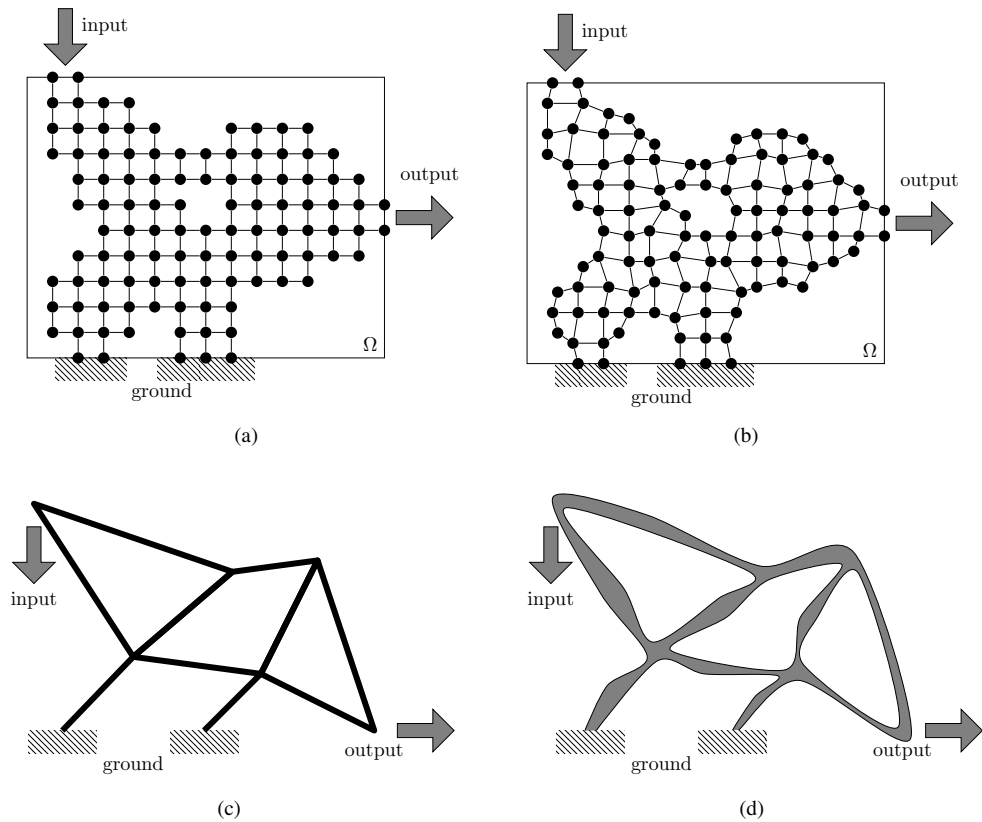 input
output
Ω
ground
(a)
input
output
Ω
ground
(b)
input
output
ground
(c)
input
output
ground
(d)